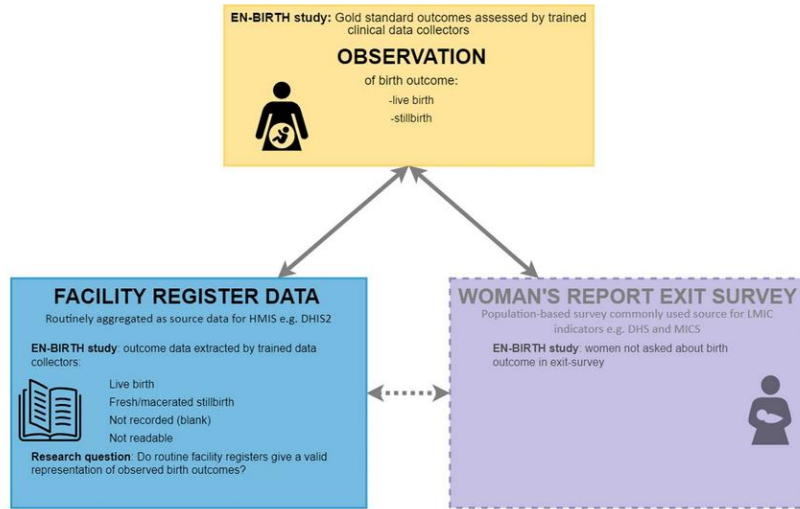 EN-BIRTH study: Gold standard outcomes assessed by trained
clinical data collectors
OBSERVATION
of birth outcome:
-live birth
-stillbirth
FACILITY REGISTER DATA
Routinely aggregated as source data for HMIS e.g. DHIS2
EN-BIRTH study: outcome data extracted by trained data
collectors:
Live birth
Fresh/macerated stillbirth
Not recorded (blank)
Not readable
Research question: Do routine facility registers give a valid
representation of observed birth outcomes?
WOMAN'S REPORT EXIT SURVEY
Population-based survey commonly used source for LMIC
indicators e.g. DHS and MICS
EN-BIRTH study: women not asked about birth
outcome in exit-survey